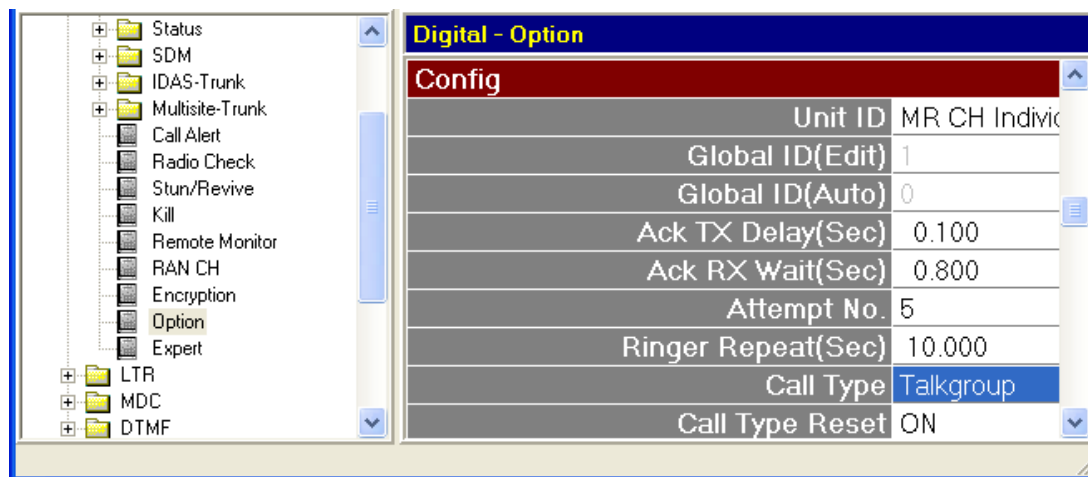 Status
SDM
IDAS-Trunk
Multisite-Trunk
Call Alert
Radio Check
Stun/Revive
Kill
Remote Monitor
RAN CH
Encryption
Option
Expert
LTR
MDC
DTMF
Digital - Option
Config
Unit ID MR CH Individ
Global ID(Edit) 1
Global ID(Auto) 0
Ack TX Delay(Sec) 0.100
Ack RX Wait(Sec) 0.800
Attempt No. 5
Ringer Repeat(Sec) 10.000
Call Type Talkgroup
Call Type Reset ON